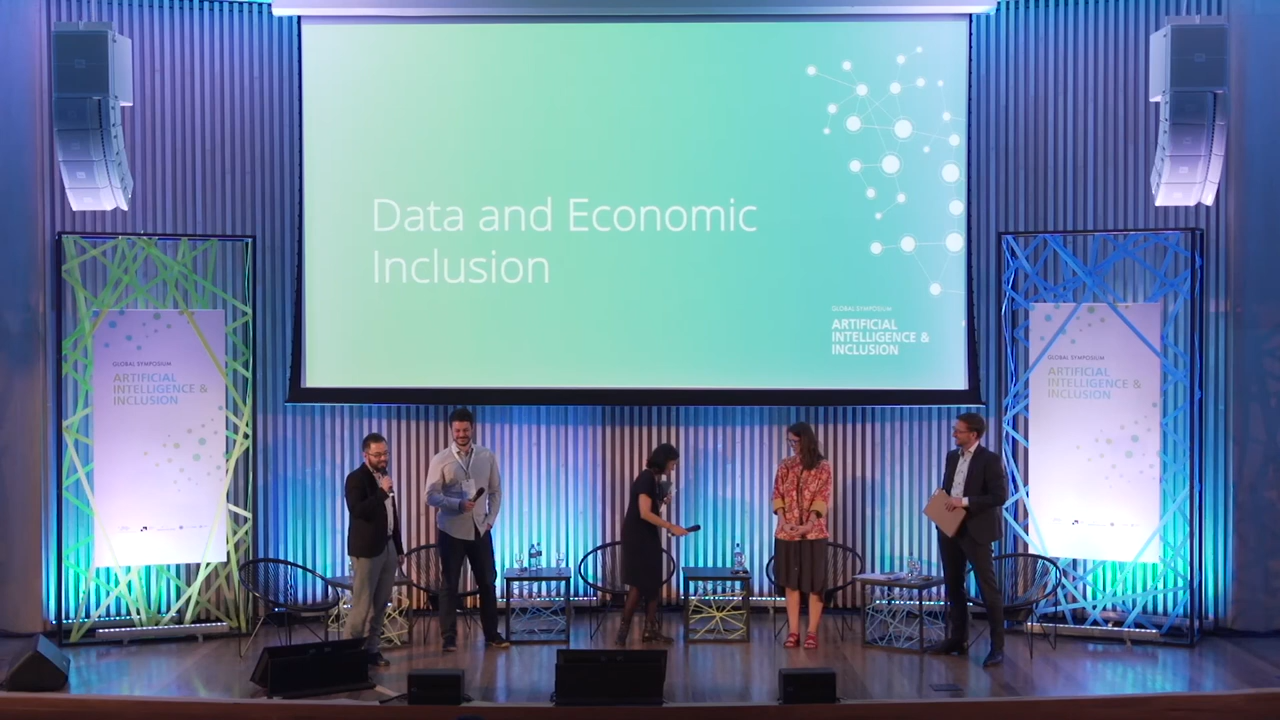 Data and Economic
Inclusion
GLOBAL SYMPOSIUM
ARTIFICIAL
INTELLIGENCE &
INCLUSION
GLOBAL SYMPOSIUM
ARTIFICIAL
INTELLIGENCE &
INCLUSION
GLOBAL SYMPOSIUM
ARTIFICIAL
INTELLIGENCE &
INCLUSION